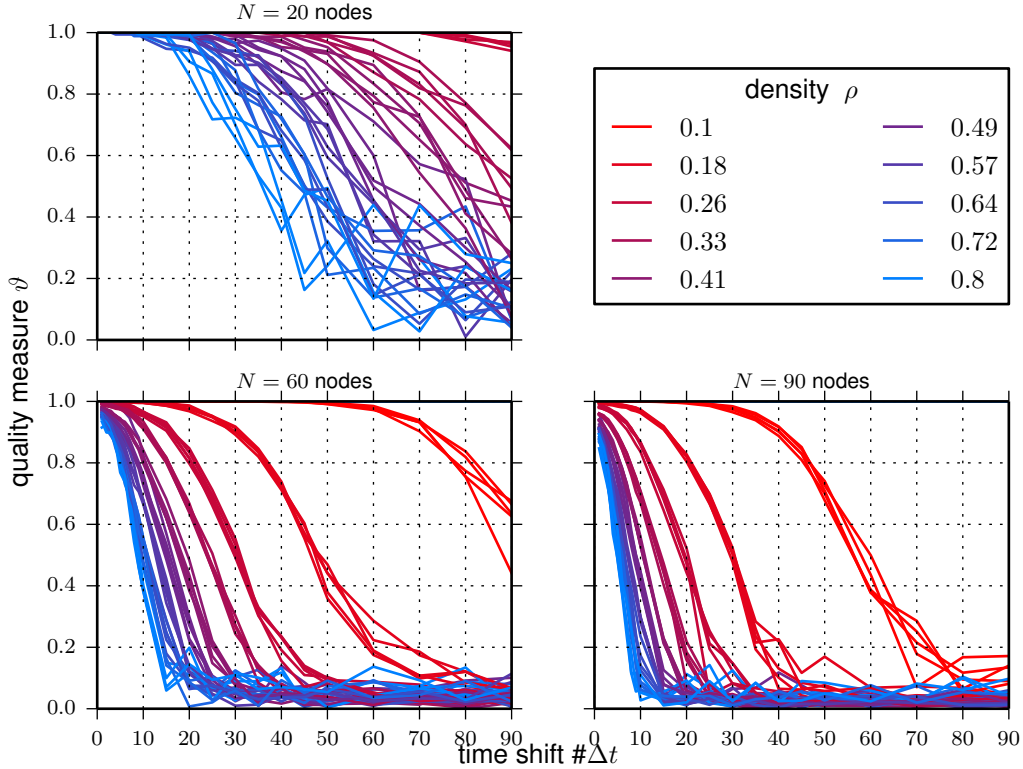 N = 20 nodes
1.0
0.8
0.6
0.4
0.2
0.0
density ρ
0.1 0.49
0.18 0.57
0.26 0.64
0.33 0.72
0.41 0.8
quality measure ϑ
N = 60 nodes
1.0
0.8
0.6
0.4
0.2
0.0
0 10 20 30 40 50 60 70 80 90
N = 90 nodes
0 10 20 30 40 50 60 70 80 90
time shift #Δt